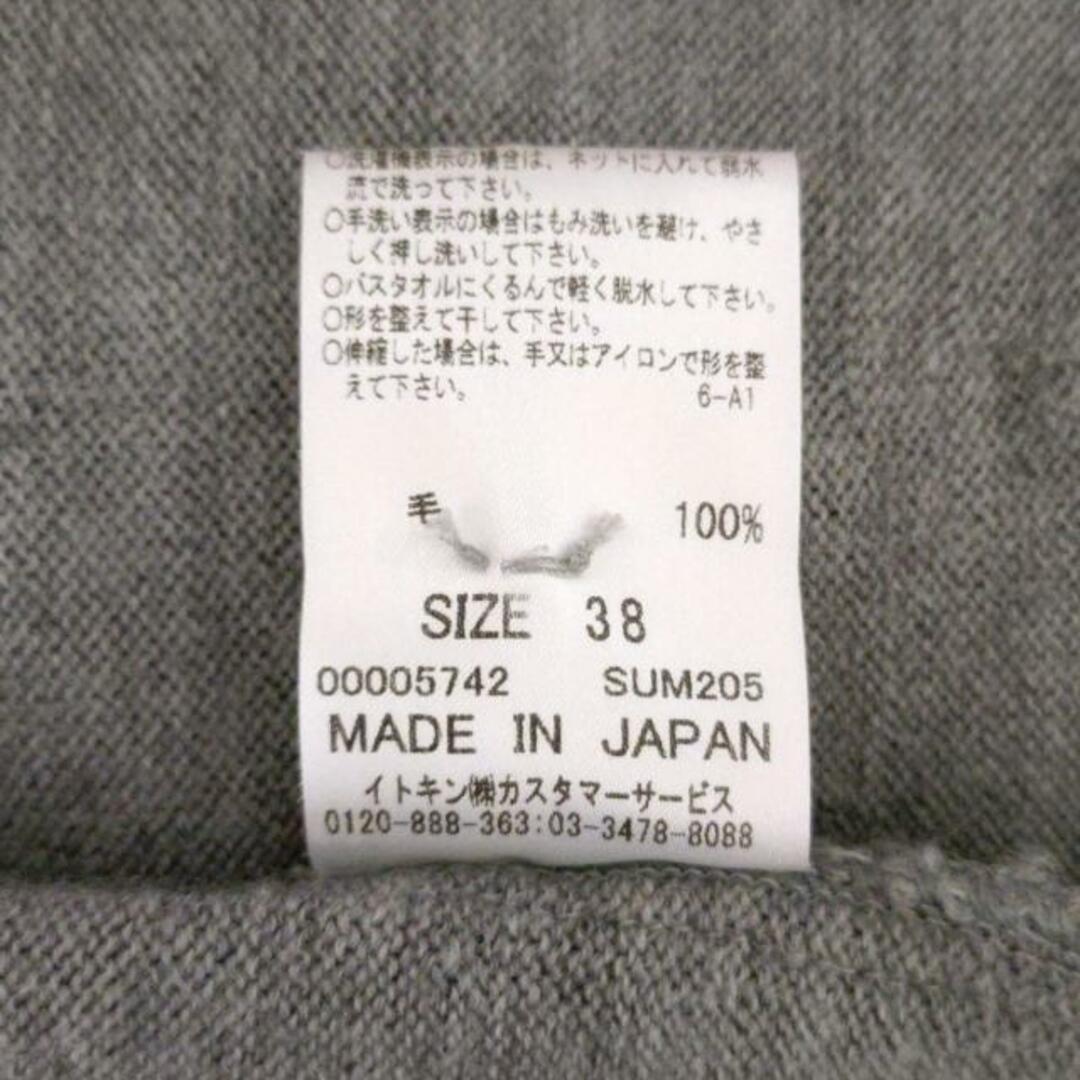 ○洗濯機表示の場合は、ネットに入れて弱水
流で洗って下さい。
○手洗い表示の場合はもみ洗いを避け、やさ
しく押し洗いして下さい。
○バスタオルにくるんで軽く脱水して下さい。
○形を整えて干して下さい。
○伸縮した場合は、手又はアイロンで形を整
えて下さい。 6-A1
毛 100%
SIZE 38
00005742 SUM205
MADE IN JAPAN
イトキン㈱カスタマーサービス
0120-888-363:03-3478-8088